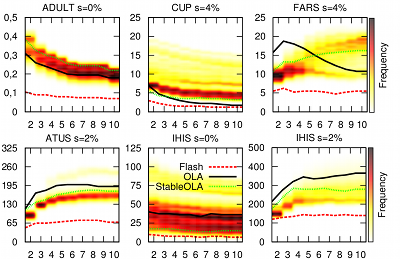 ADULT s=0%
CUP s=4%
FARS s=4%
0,5
0,4
0,3
0,2
0,1
0
2 3 4 5 6 7 8 9 10
25
20
15
10
5
0
2 3 4 5 6 7 8 9 10
25
20
15
10
5
0
2 3 4 5 6 7 8 9 10
Frequency
ATUS s=2%
IHIS s=0%
IHIS s=2%
325
260
195
130
65
0
2 3 4 5 6 7 8 9 10
125
100
75
50
25
0
2 3 4 5 6 7 8 9 10
Flash
OLA
StableOLA
500
400
300
200
100
0
2 3 4 5 6 7 8 9 10
Frequency